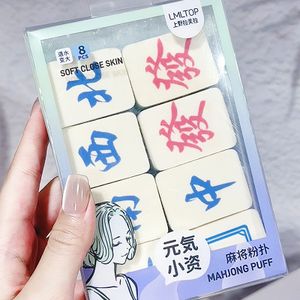 遇水
变大
8
PCS
SOFT CLOSE SKIN
LMLTOP
上野拉美拉
北
發
西
發
中
元気
小资
麻将粉扑
MAHJONG PUFF